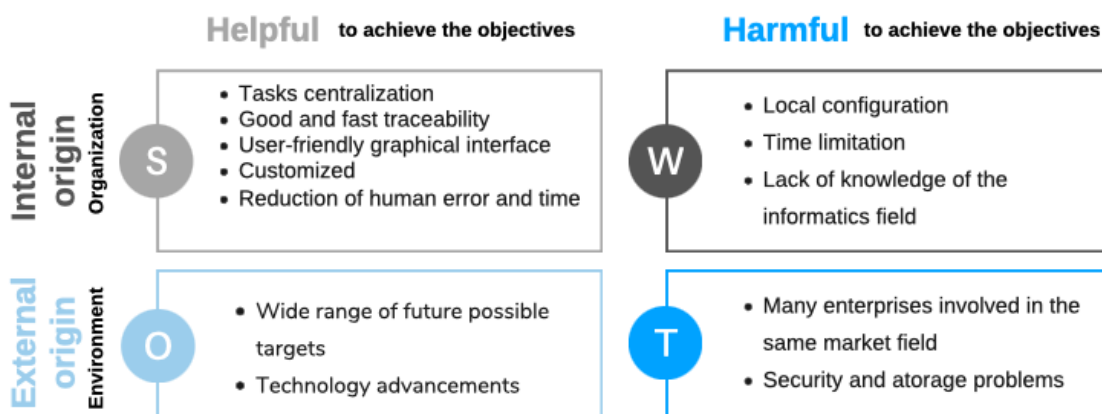 Helpful to achieve the objectives
Harmful to achieve the objectives
Internal origin
Organization
S
• Tasks centralization
• Good and fast traceability
• User-friendly graphical interface
• Customized
• Reduction of human error and time
W
• Local configuration
• Time limitation
• Lack of knowledge of the
informatics field
External origin
Environment
O
• Wide range of future possible
targets
• Technology advancements
T
• Many enterprises involved in the
same market field
• Security and atorage problems